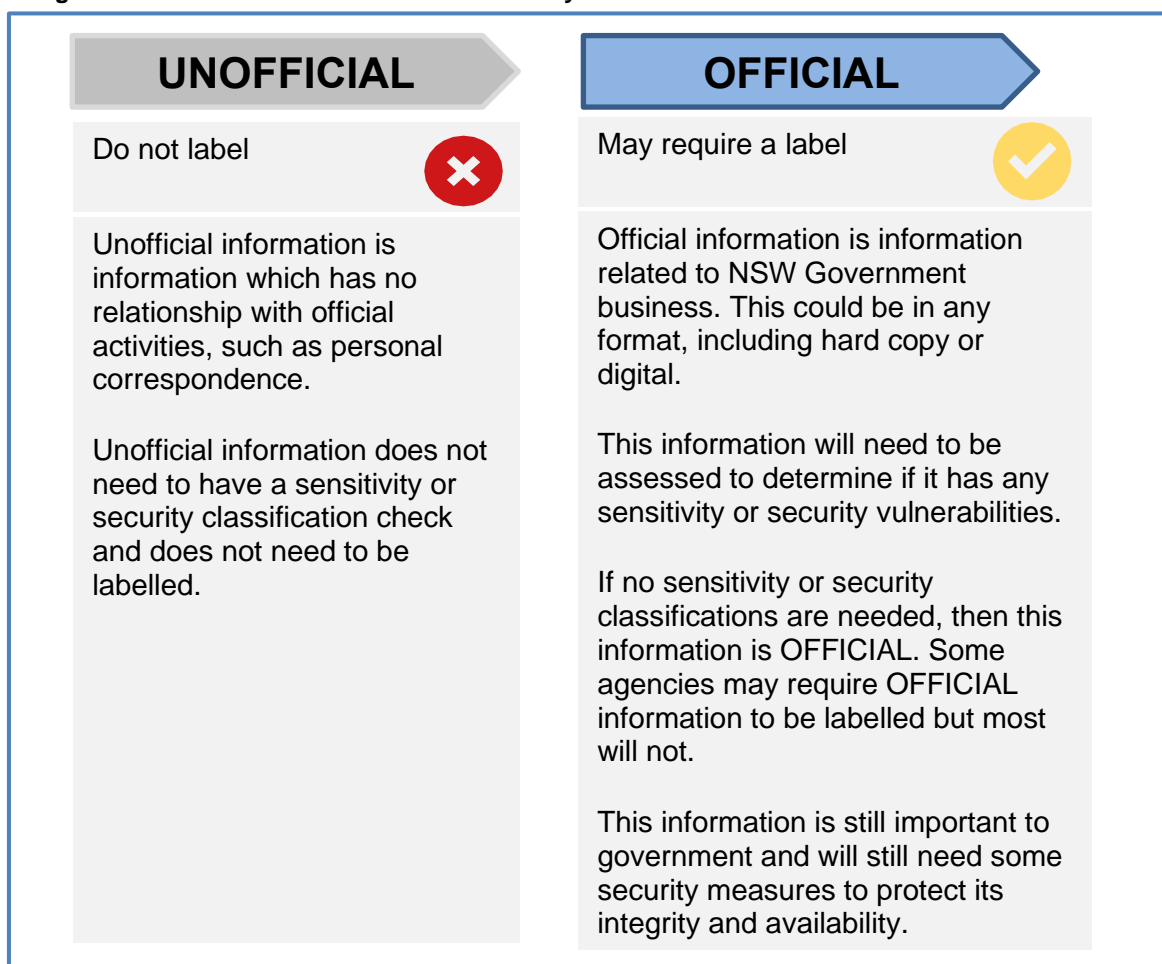 UNOFFICIAL
Do not label
Unofficial information is
information which has no
relationship with official
activities, such as personal
correspondence.
Unofficial information does not
need to have a sensitivity or
security classification check
and does not need to be
labelled.
OFFICIAL
May require a label
Official information is information
related to NSW Government
business. This could be in any
format, including hard copy or
digital.
This information will need to be
assessed to determine if it has any
sensitivity or security vulnerabilities.
If no sensitivity or security
classifications are needed, then this
information is OFFICIAL. Some
agencies may require OFFICIAL
information to be labelled but most
will not.
This information is still important to
government and will still need some
security measures to protect its
integrity and availability.